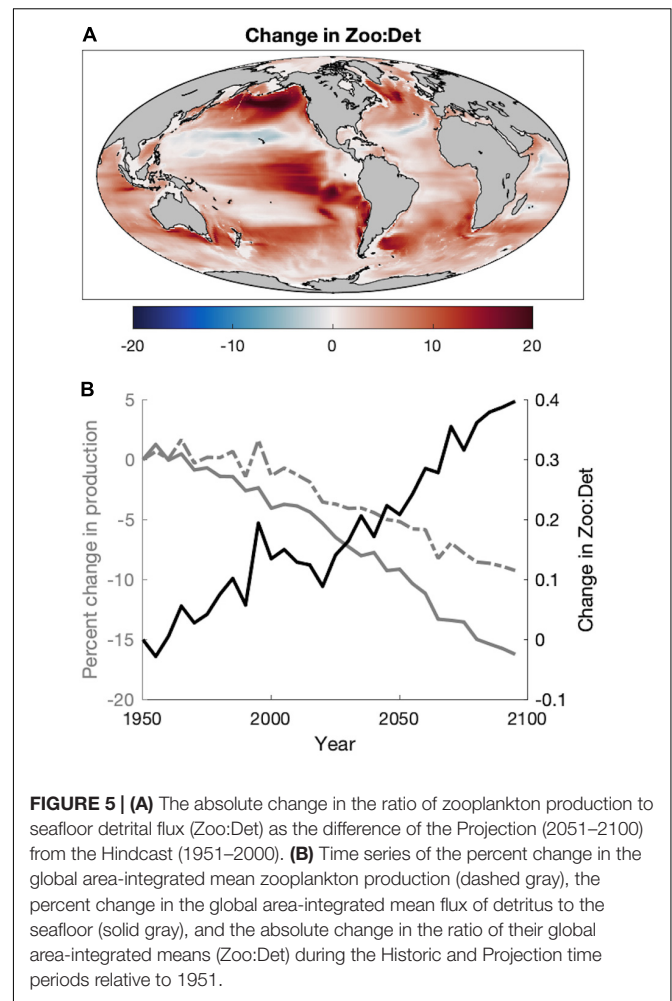 A
Change in Zoo:Det
-20 -10 0 10 20
B
5
0
-5
-10
-15
-20
Percent change in production
0.4
0.3
0.2
0.1
0
-0.1
Change in Zoo:Det
1950 2000 2050 2100
Year
FIGURE 5 | (A) The absolute change in the ratio of zooplankton production to
seafloor detrital flux (Zoo:Det) as the difference of the Projection (2051–2100)
from the Hindcast (1951–2000). (B) Time series of the percent change in the
global area-integrated mean zooplankton production (dashed gray), the
percent change in the global area-integrated mean flux of detritus to the
seafloor (solid gray), and the absolute change in the ratio of their global
area-integrated means (Zoo:Det) during the Historic and Projection time
periods relative to 1951.